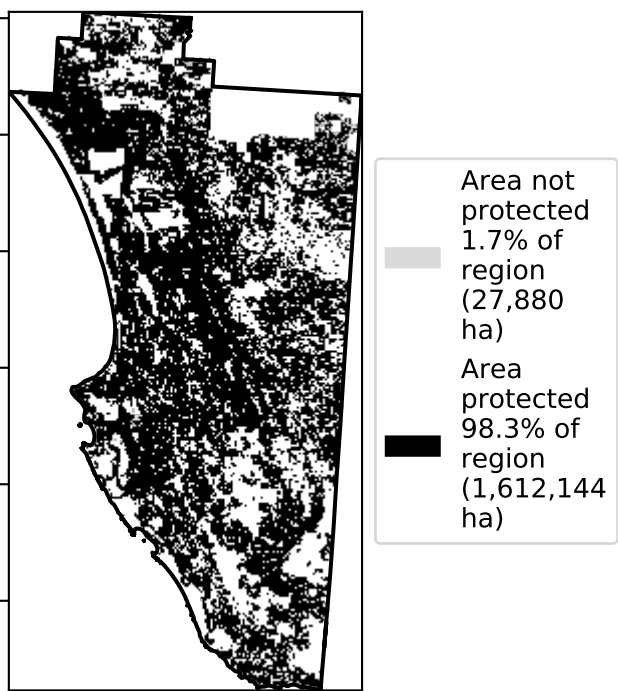 Area not
protected
1.7% of
region
(27,880
ha)
Area
protected
98.3% of
region
(1,612,144
ha)